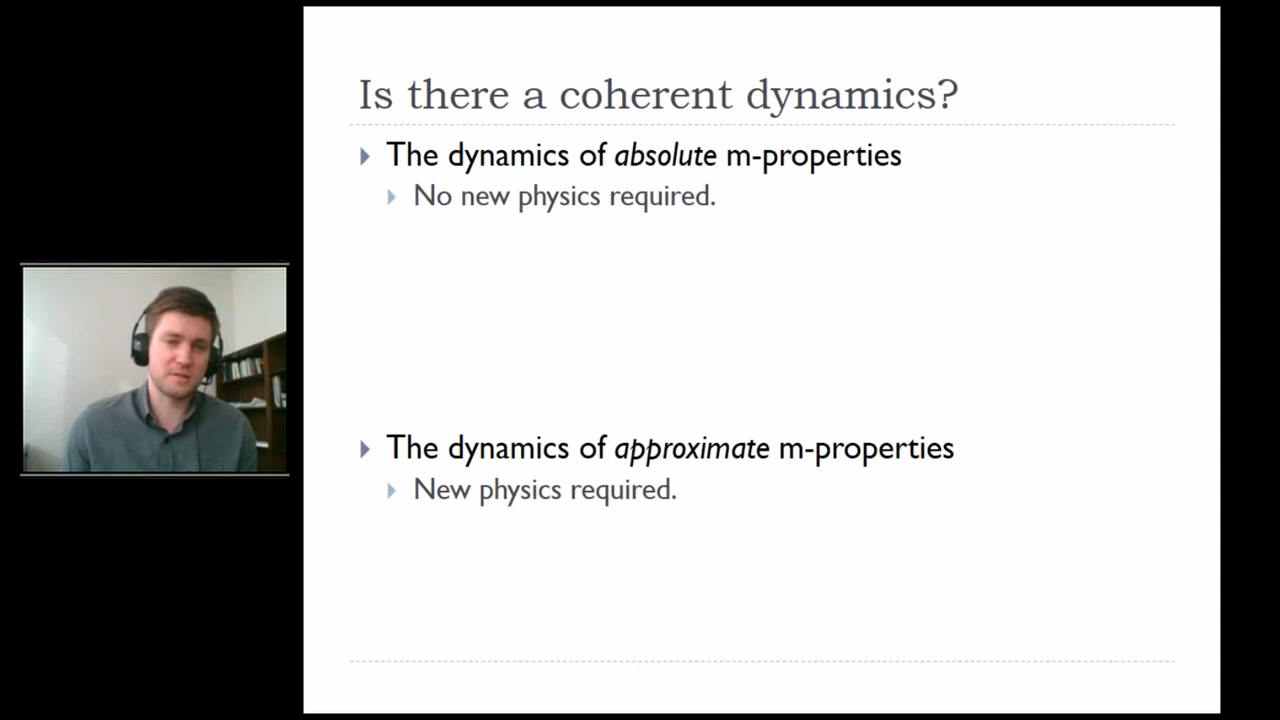 Is there a coherent dynamics?
The dynamics of absolute m-properties
No new physics required.
The dynamics of approximate m-properties
New physics required.